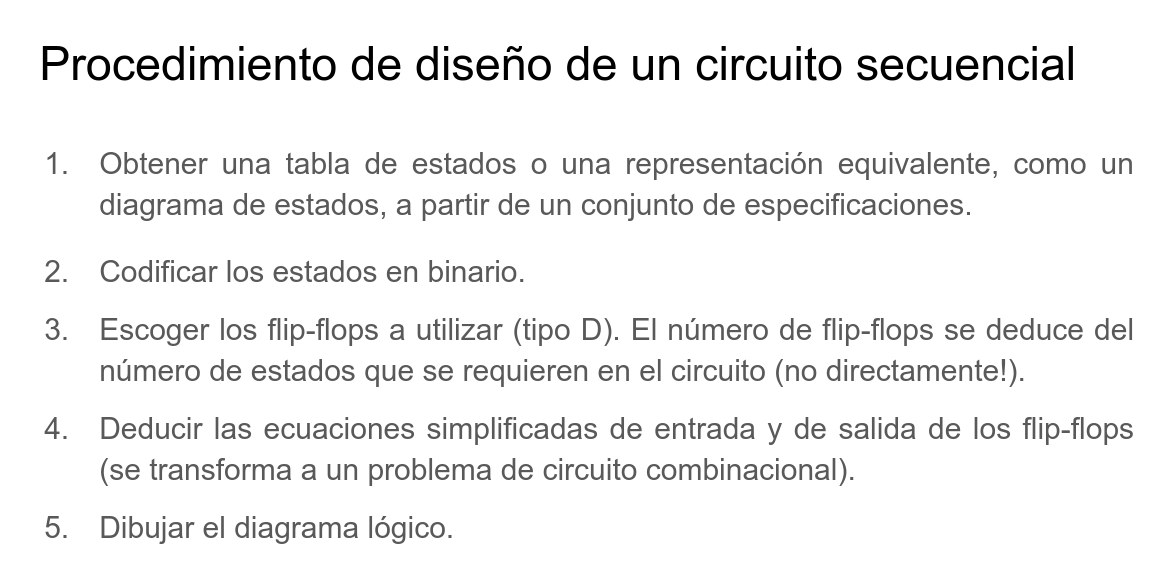 Procedimiento de diseño de un circuito secuencial
1. Obtener una tabla de estados o una representación equivalente, como un
diagrama de estados, a partir de un conjunto de especificaciones.
2. Codificar los estados en binario.
3. Escoger los flip-flops a utilizar (tipo D). El número de flip-flops se deduce del
número de estados que se requieren en el circuito (no directamente!).
4. Deducir las ecuaciones simplificadas de entrada y de salida de los flip-flops
(se transforma a un problema de circuito combinacional).
5. Dibujar el diagrama lógico.